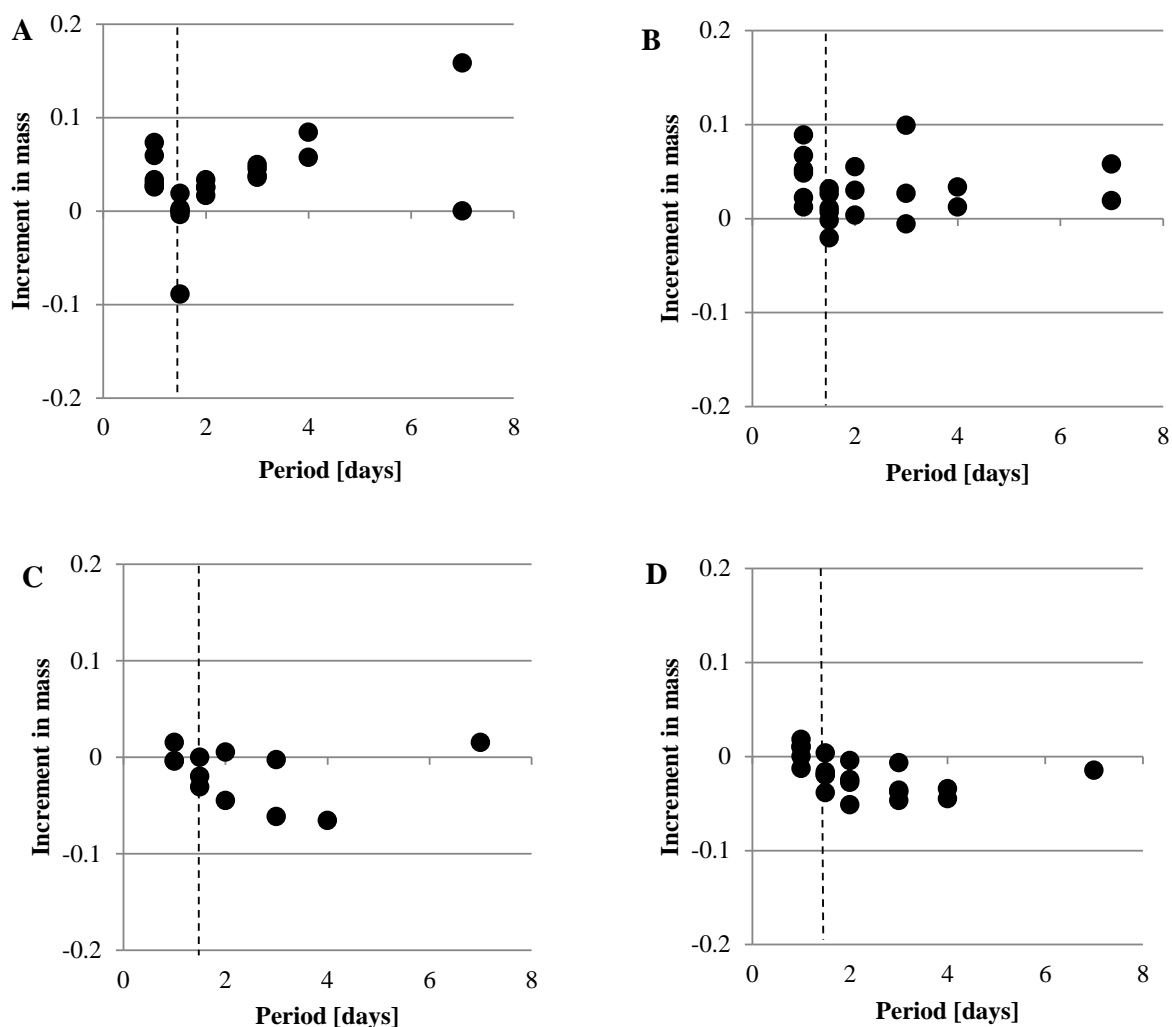 A
Increment in mass
0.2
0.1
0
-0.1
-0.2
0 2 4 6 8
Period [days]
B
Incerement in mass
0.2
0.1
0
-0.1
-0.2
0 2 4 6 8
Period [days]
C
Increment in mass
0.2
0.1
0
-0.1
-0.2
0 2 4 6 8
Period [days]
D
Increment in mass
0.2
0.1
0
-0.1
-0.2
0 2 4 6 8
Period [days]